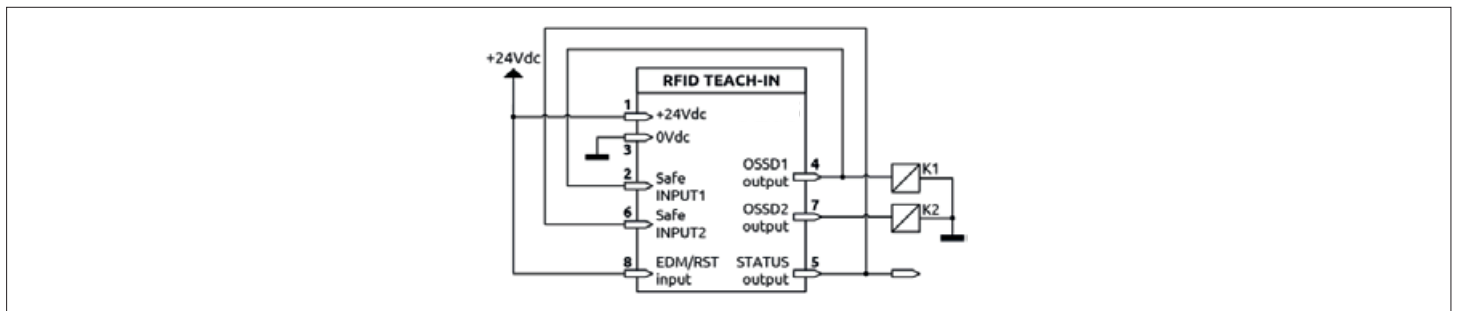 +24Vdc
RFID TEACH-IN
1
+24Vdc
0Vdc
3
2
Safe
INPUT1
6
Safe
INPUT2
8
EDM/RST
input
OSSD1
output
4
K1
OSSD2
output
7
K2
STATUS
output
5